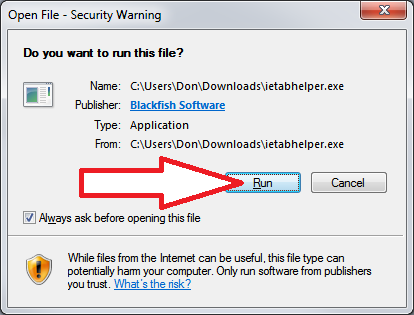 Open File - Security Warning
Do you want to run this file?
Name: C:\Users\Don\Downloads\ietabhelper.exe
Publisher: Blackfish Software
Type: Application
From: C:\Users\Don\Downloads\ietabhelper.exe
Run Cancel
Always ask before opening this file
While files from the Internet can be useful, this file type can
potentially harm your computer. Only run software from publishers
you trust. What's the risk?